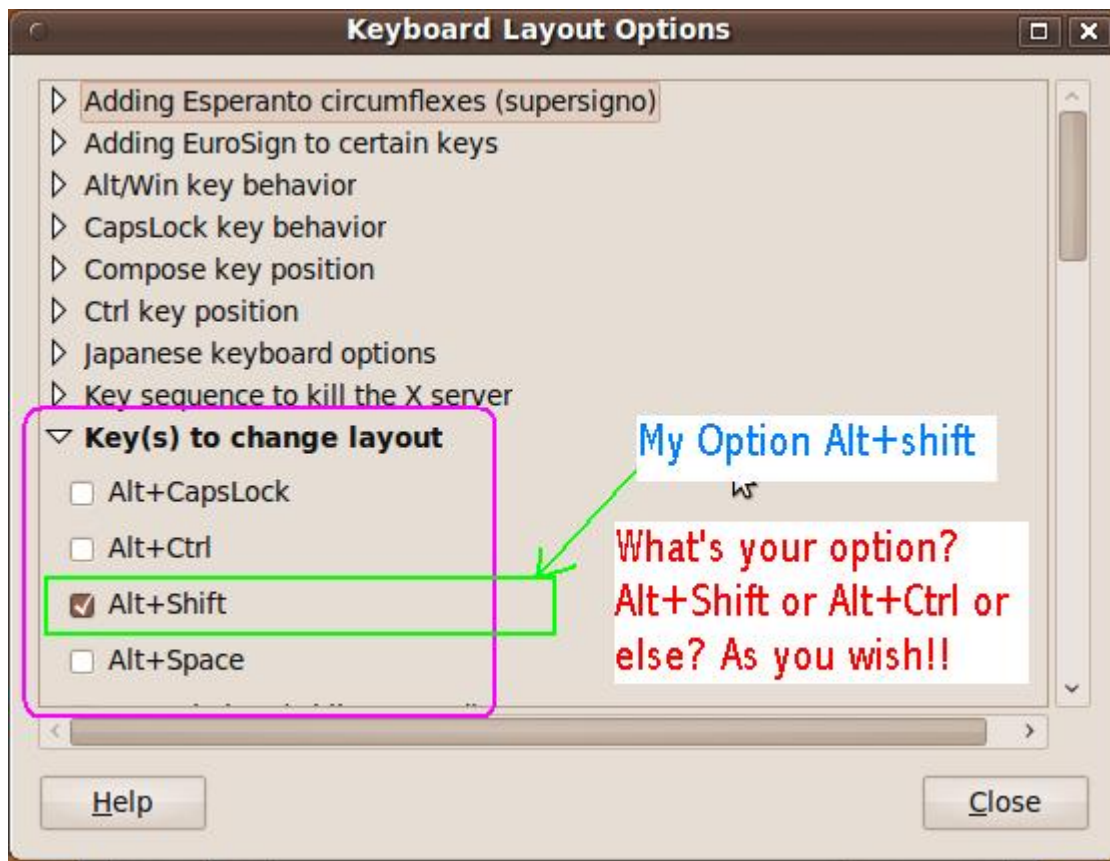 Keyboard Layout Options
Adding Esperanto circumflexes (supersigno)
Adding EuroSign to certain keys
Alt/Win key behavior
CapsLock key behavior
Compose key position
Ctrl key position
Japanese keyboard options
Key sequence to kill the X server
Key(s) to change layout
My Option Alt+shift
Alt+CapsLock
Alt+Ctrl
Alt+Shift
Alt+Space
What's your option?
Alt+Shift or Alt+Ctrl or
else? As you wish!!
Help
Close